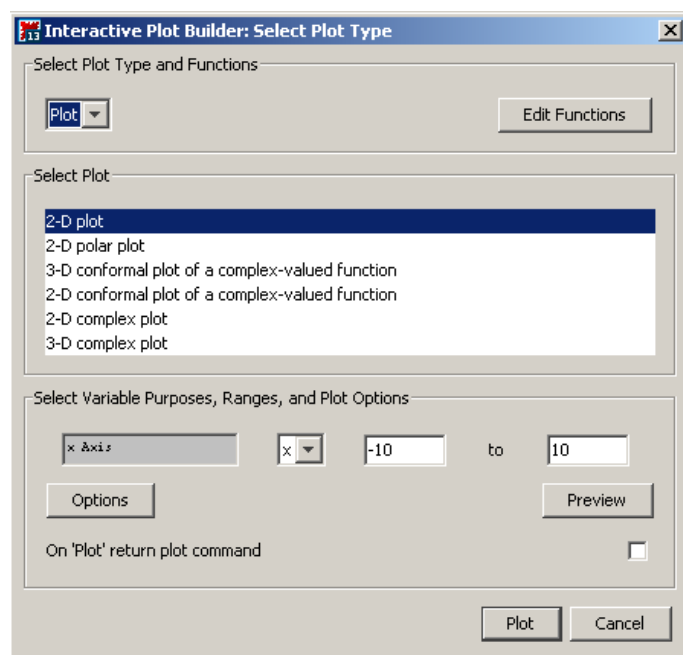 13 Interactive Plot Builder: Select Plot Type
Select Plot Type and Functions
Plot Edit Functions
Select Plot
2-D plot
2-D polar plot
3-D conformal plot of a complex-valued function
2-D conformal plot of a complex-valued function
2-D complex plot
3-D complex plot
Select Variable Purposes, Ranges, and Plot Options
x Axis x -10 to 10
Options Preview
On 'Plot' return plot command
Plot Cancel